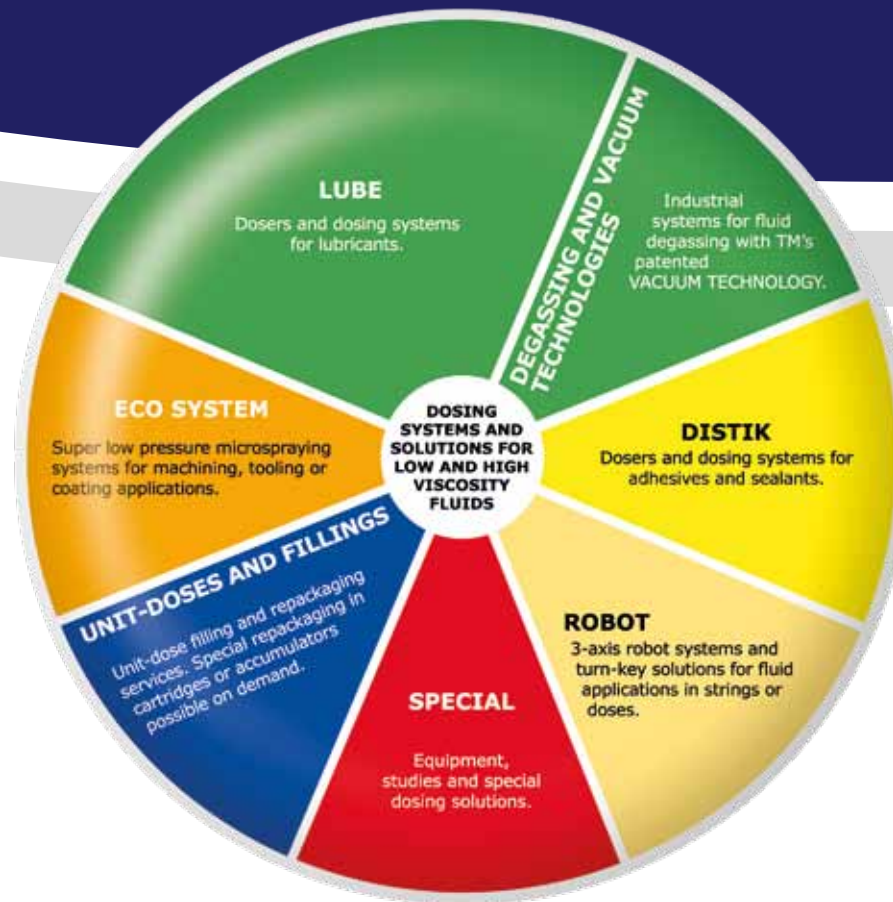 LUBE
Dosers and dosing systems
for lubricants.
DEGASSING AND VACUUM
TECHNOLOGIES
Industrial
systems for fluid
degassing with TM's
patented
VACUUM TECHNOLOGY.
DISTIK
Dosers and dosing systems for
adhesives and sealants.
ROBOT
3-axis robot systems and
turn-key solutions for fluid
applications in strings or
doses.
SPECIAL
Equipment,
studies and special
dosing solutions.
UNIT-DOSES AND FILLINGS
Unit-dose filling and repackaging
services. Special repackaging in
cartridges or accumulators
possible on demand.
ECO SYSTEM
Super low pressure microspraying
systems for machining, tooling or
coating applications.
DOSING
SYSTEMS AND
SOLUTIONS FOR
LOW AND HIGH
VISCOSITY
FLUIDS